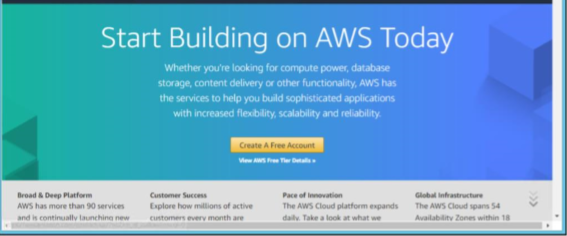 Start Building on AWS Today
Whether you're looking for compute power, database
storage, content delivery or other functionality, AWS has
the services to help you build sophisticated applications
with increased flexibility, scalability and reliability.
Create A Free Account
View AWS Free Tier Details »
Broad & Deep Platform
AWS has more than 90 services
and is continually launching new
Customer Success
Explore how millions of active
customers every month are
Pace of Innovation
The AWS Cloud platform expands
daily. Take a look at what we
Global Infrastructure
The AWS Cloud spans 54
Availability Zones within 18